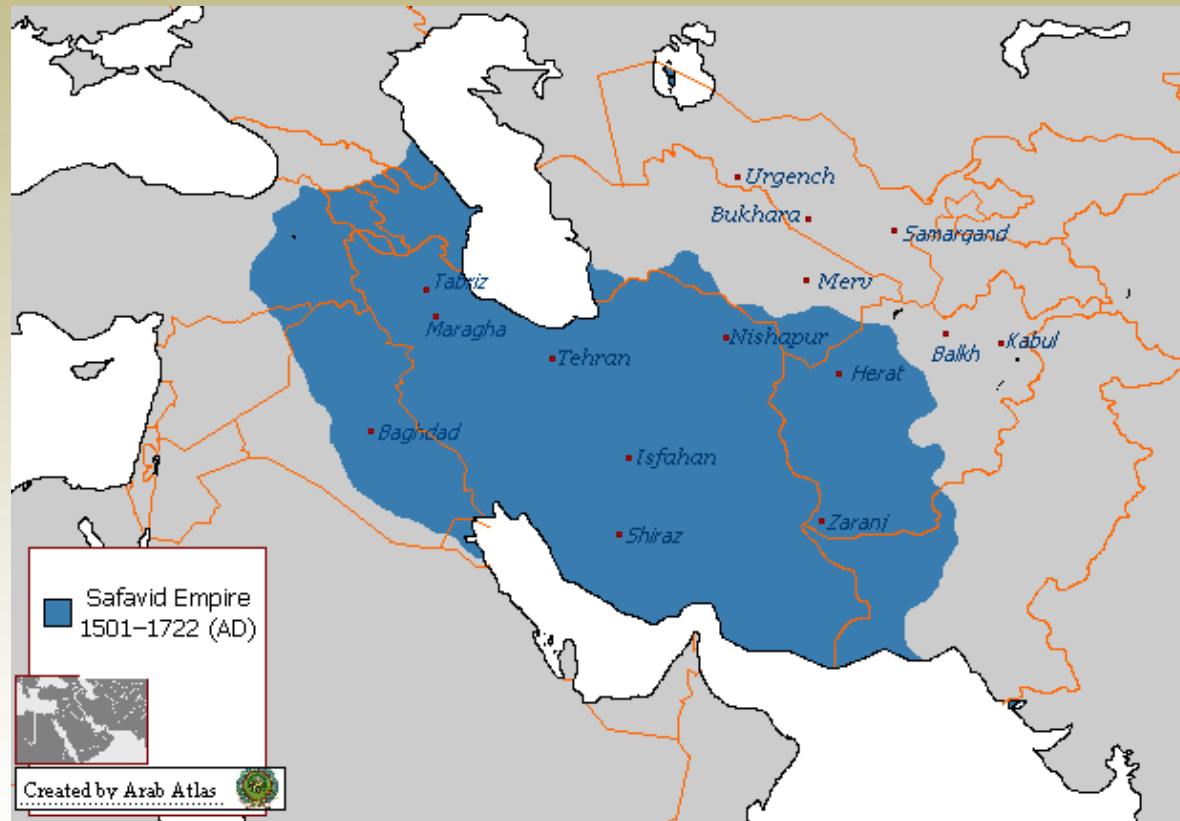 Urgench
Bukhara
Samarqand
Tabriz
Merv
Maragha
Nishapur
Balkh
Kabul
Tehran
Herat
Baghdad
Isfahan
Zaranj
Shiraz
Safavid Empire
1501-1722 (AD)
Created by Arab Atlas